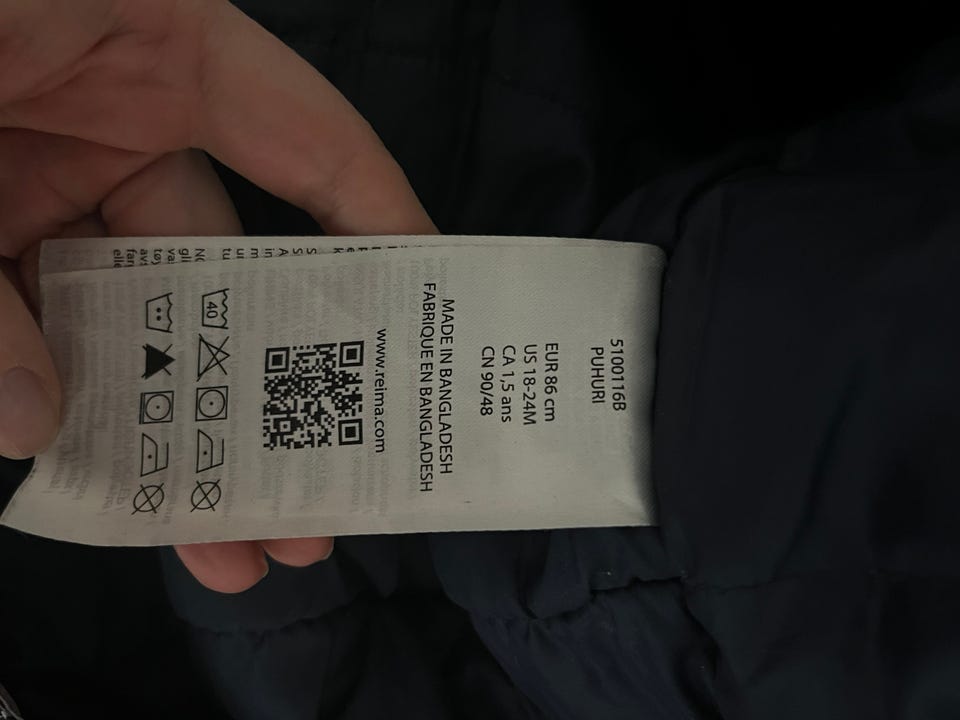 5100116B
PUHURI
EUR 86 cm
US 18-24M
CA 1,5 ans
CN 90/48
MADE IN BANGLADESH
FABRIQUE EN BANGLADESH
www.reima.com
40